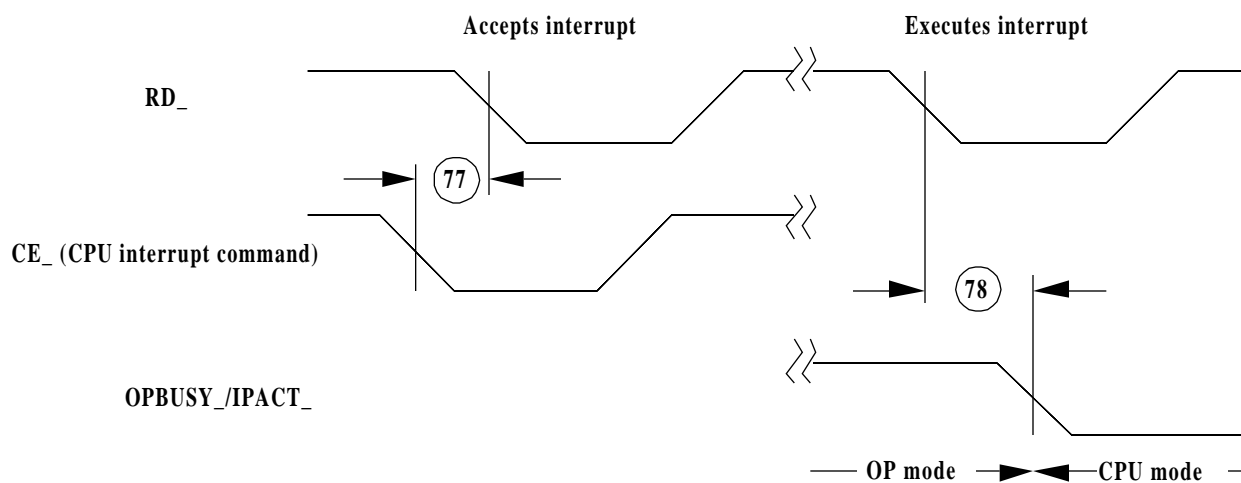 Accepts interrupt
Executes interrupt
RD_
77
CE_ (CPU interrupt command)
78
OPBUSY_/IPACT_
OP mode
CPU mode